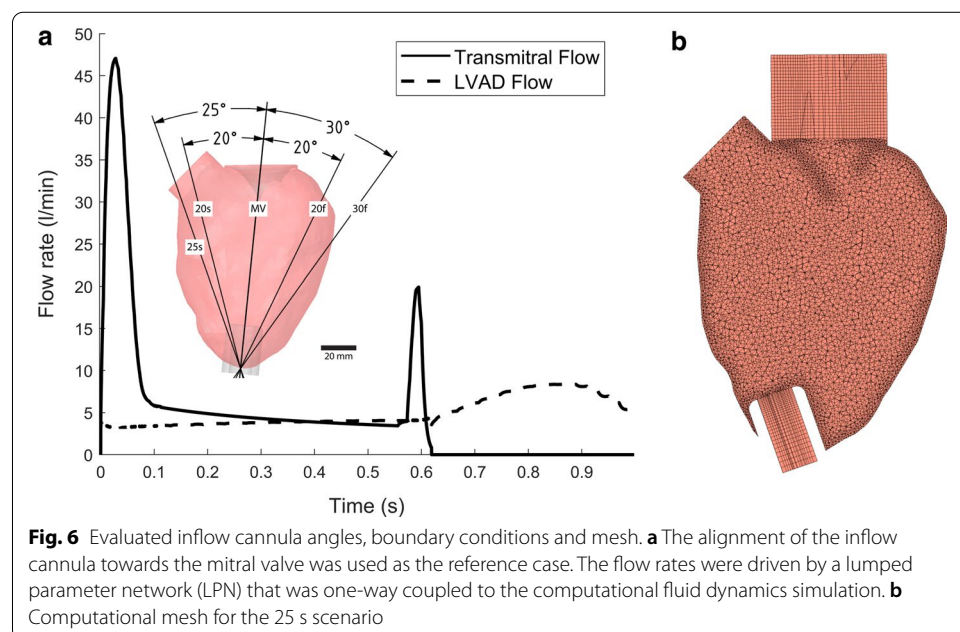 a
b
50
45
40
35
30
25
20
15
10
5
0
Flow rate (l/min)
Transmitral Flow
LVAD Flow
25°
30°
20°
20°
20s
MV
20f
30f
25s
20 mm
0
0.1
0.2
0.3
0.4
0.5
0.6
0.7
0.8
0.9
Time (s)
Fig. 6 Evaluated inflow cannula angles, boundary conditions and mesh. a The alignment of the inflow
cannula towards the mitral valve was used as the reference case. The flow rates were driven by a lumped
parameter network (LPN) that was one-way coupled to the computational fluid dynamics simulation. b
Computational mesh for the 25 s scenario